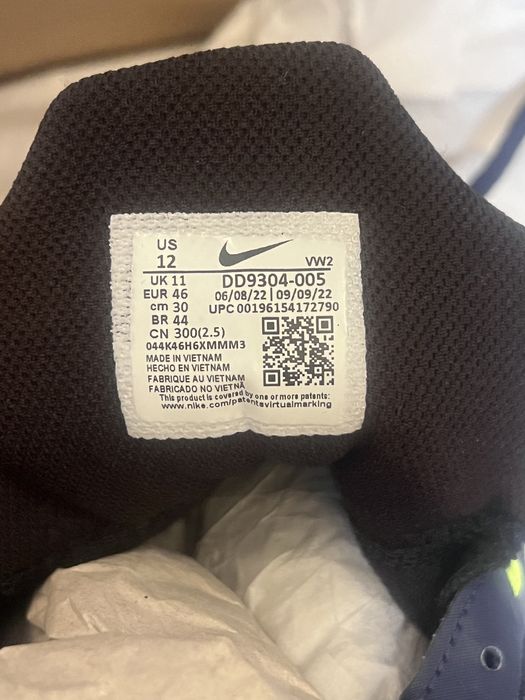 US
12
VW2
UK 11
DD9304-005
EUR 46
06/08/22 | 09/09/22
cm 30
UPC 00196154172790
BR 44
CN 300(2.5)
044K46H6XMMM3
MADE IN VIETNAM
HECHO EN VIETNAM
FABRIQUE AU VIETNAM
FABRICADO NO VIETNÃ
This product is covered by one or more patents:
www.nike.com/patentsvirtualmarking